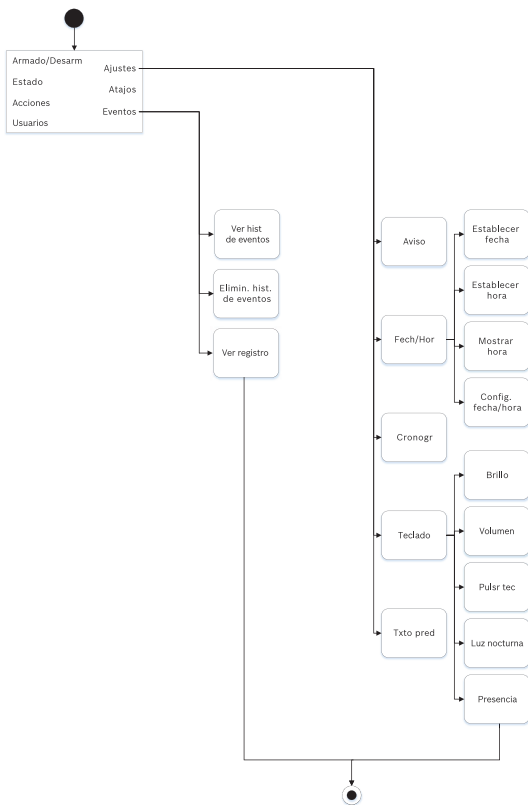 Armado/Desarm
Estado
Acciones
Usuarios
Ajustes
Atajos
Eventos
Ver hist
de eventos
Elimin. hist.
de eventos
Ver registro
Aviso
Fech/Hor
Cronogr
Teclado
Txto pred
Establecer
fecha
Establecer
hora
Mostrar
hora
Config.
fecha/hora
Brillo
Volumen
Pulsr tec
Luz nocturna
Presencia